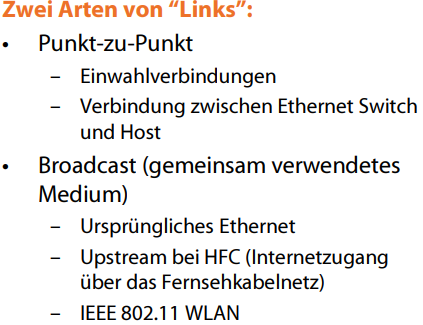 Zwei Arten von “Links”:
• Punkt-zu-Punkt
– Einwahlverbindungen
– Verbindung zwischen Ethernet Switch
und Host
• Broadcast (gemeinsam verwendetes
Medium)
– Ursprüngliches Ethernet
– Upstream bei HFC (Internetzugang
über das Fernsehkabelnetz)
– IEEE 802.11 WLAN